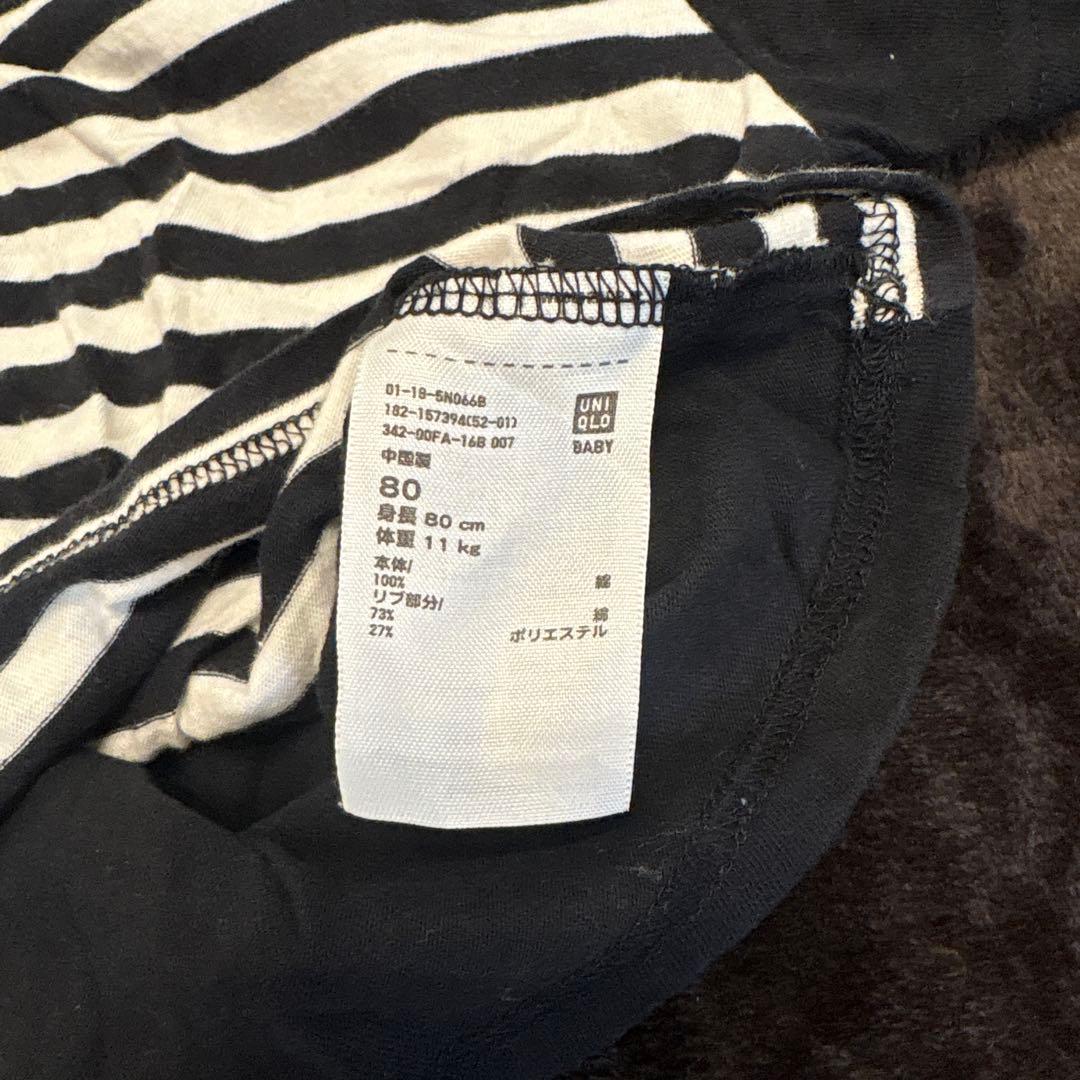 01-18-5N066B
182-157394(52-01)
342-00FA-16B 007
UNI
QLO
BABY
中国製
80
身長 80 cm
体重 11 kg
本体/
100% 綿
リブ部分/
73% 綿
27% ポリエステル